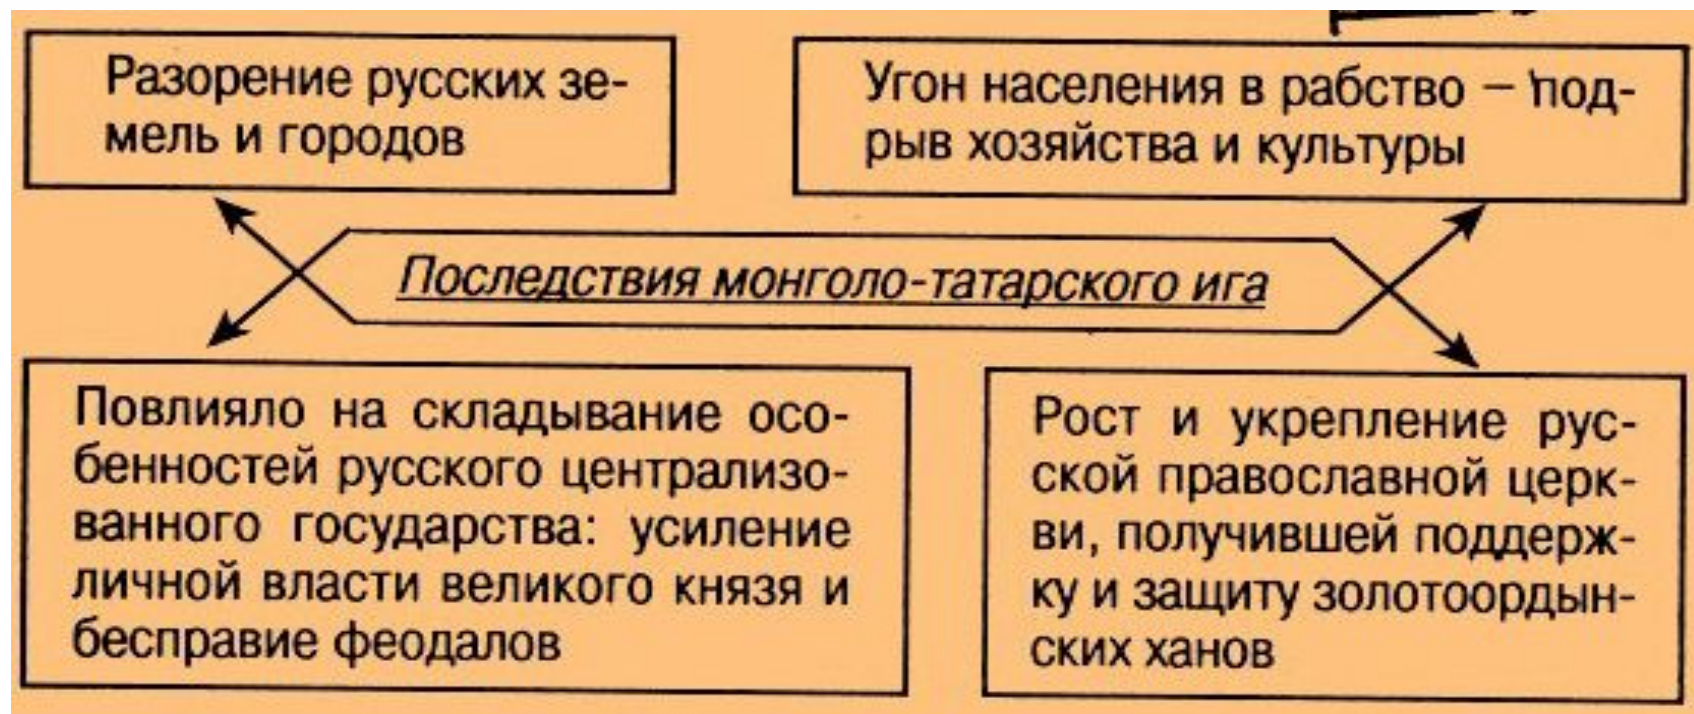 Разорение русских зе-
мель и городов
Угон населения в рабство – под-
рыв хозяйства и культуры
Последствия монголо-татарского ига
Повлияло на складывание осо-
бенностей русского централизо-
ванного государства: усиление
личной власти великого князя и
бесправие феодалов
Рост и укрепление рус-
ской православной церк-
ви, получившей поддерж-
ку и защиту золотоордын-
ских ханов